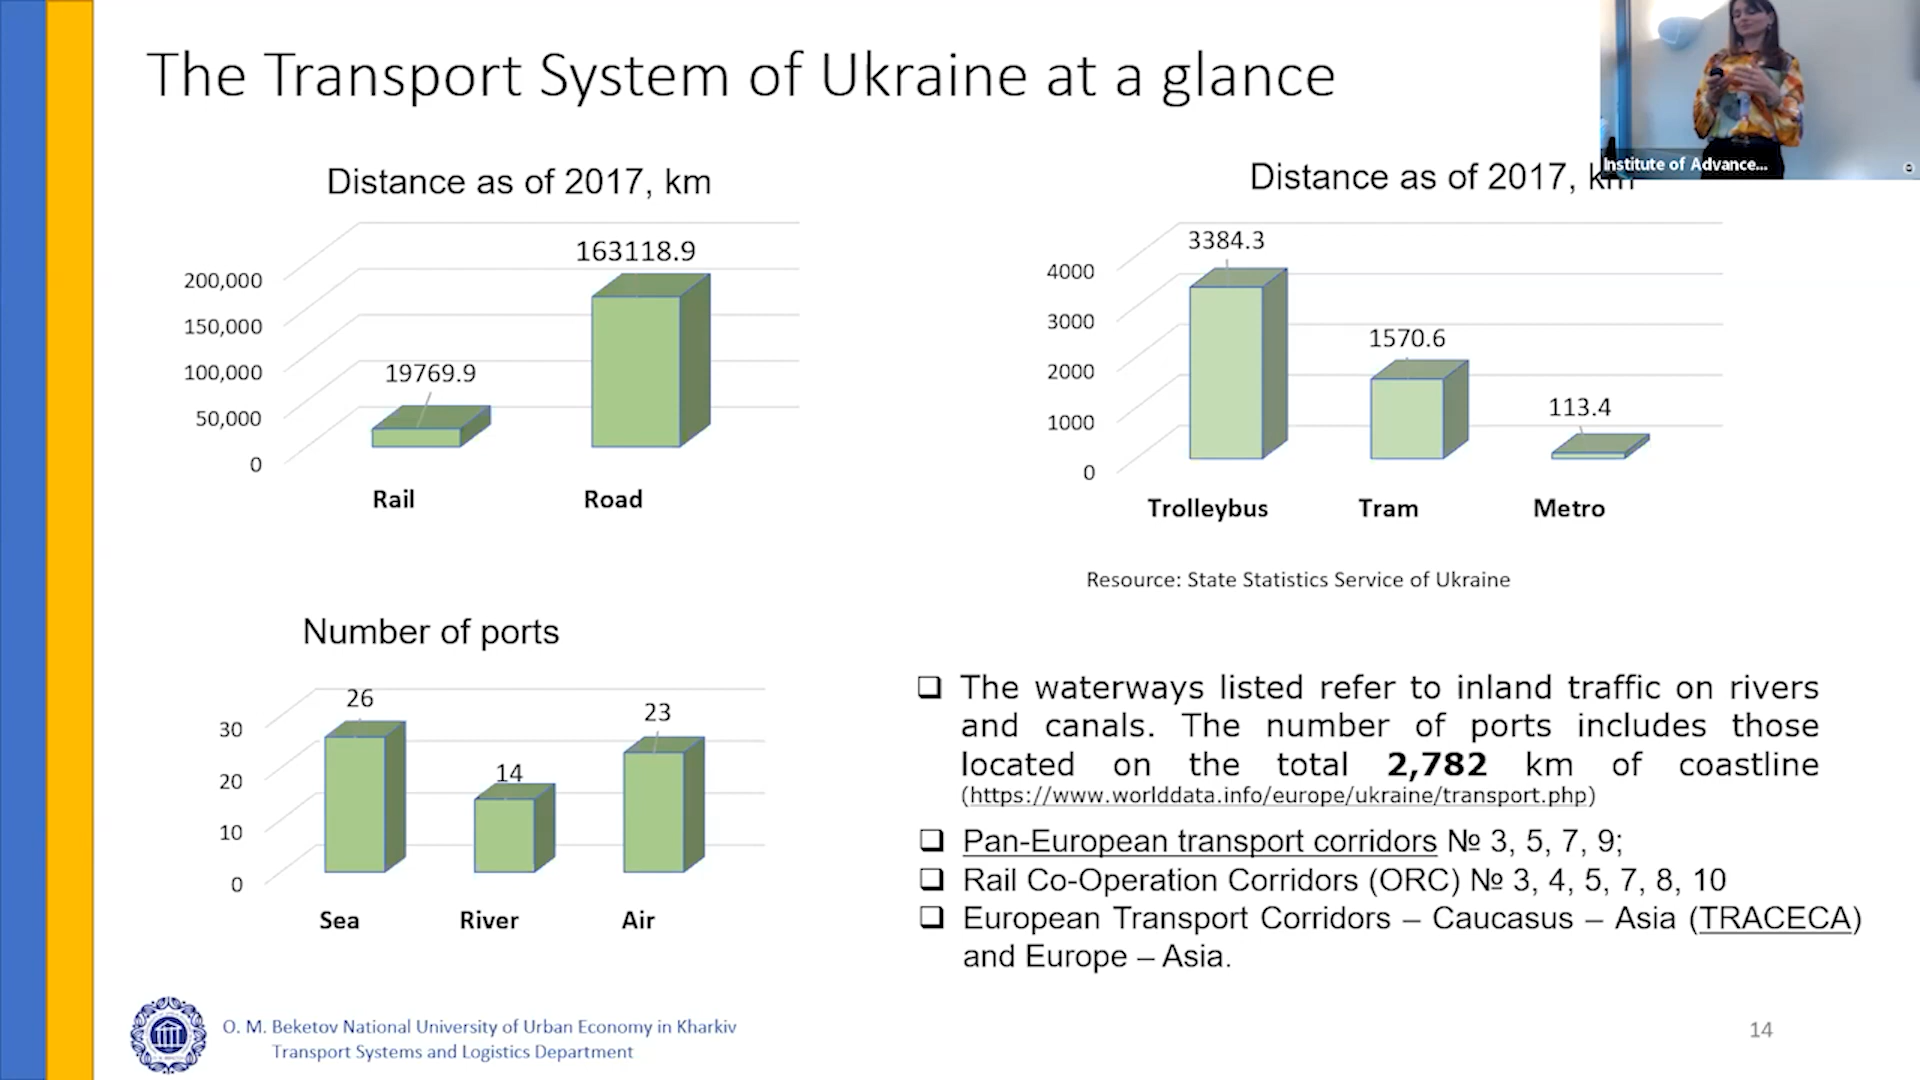 The Transport System of Ukraine at a glance
Institute of Advance...
Distance as of 2017, km
163118.9
200,000
150,000
100,000
50,000
0
19769.9
Rail
Road
Distance as of 2017, km
3384.3
4000
3000
2000
1000
0
1570.6
113.4
Trolleybus
Tram
Metro
Resource: State Statistics Service of Ukraine
Number of ports
26
14
23
30
20
10
0
Sea
River
Air
The waterways listed refer to inland traffic on rivers
and canals. The number of ports includes those
located on the total 2,782 km of coastline
(https://www.worlddata.info/europe/ukraine/transport.php)
Pan-European transport corridors № 3, 5, 7, 9;
Rail Co-Operation Corridors (ORC) № 3, 4, 5, 7, 8, 10
European Transport Corridors – Caucasus – Asia (TRACECA)
and Europe – Asia.
O. M. Beketov National University of Urban Economy in Kharkiv
Transport Systems and Logistics Department
14